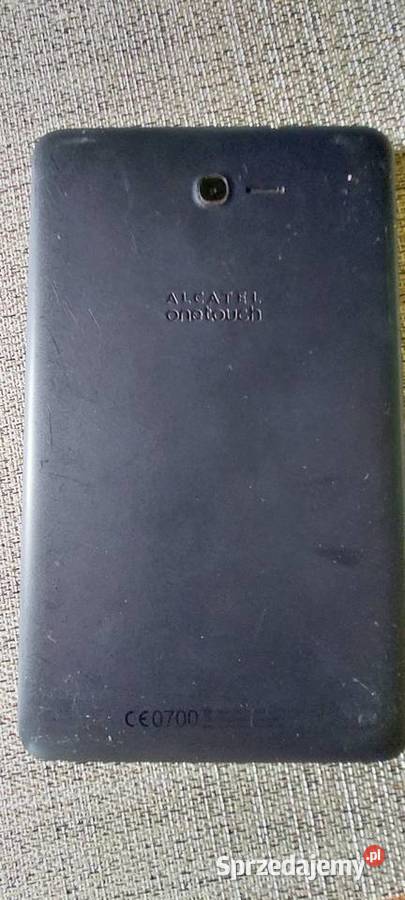 ALCATEL
onetouch
CE0700
Sprzedajemy.pl